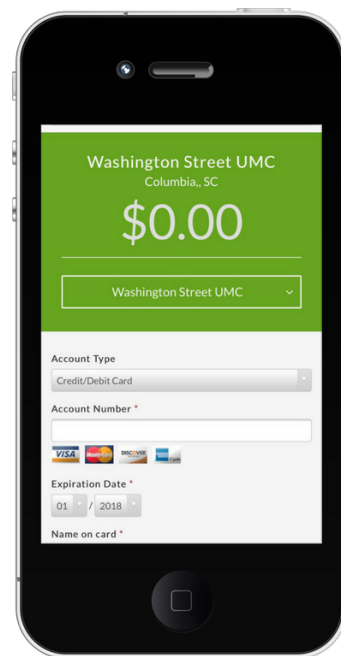 Washington Street UMC
Columbia,, SC
$0.00
Washington Street UMC
Account Type
Credit/Debit Card
Account Number *
VISA MasterCard DISCOVER
Expiration Date *
01 / 2018
Name on card *